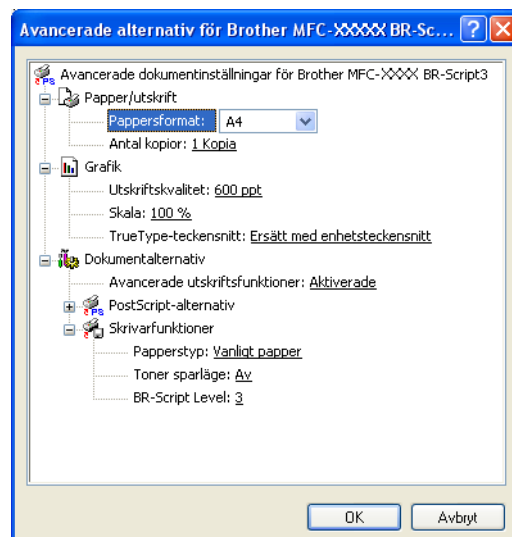 Avancerade alternativ för Brother MFC-XXXXX BR-Sc...
Avancerade dokumentinställningar för Brother MFC-XXXX BR-Script3
Papper/utskrift
Pappersformat: A4
Antal kopior: 1 Kopia
Grafik
Utskriftskvalitet: 600 ppt
Skala: 100 %
TrueType-teckensnitt: Ersätt med enhetsteckensnitt
Dokumentalternativ
Avancerade utskriftsfunktioner: Aktiverade
PostScript-alternativ
Skrivarfunktioner
Papperstyp: Vanligt papper
Toner sparläge: Av
BR-Script Level: 3
OK Avbryt